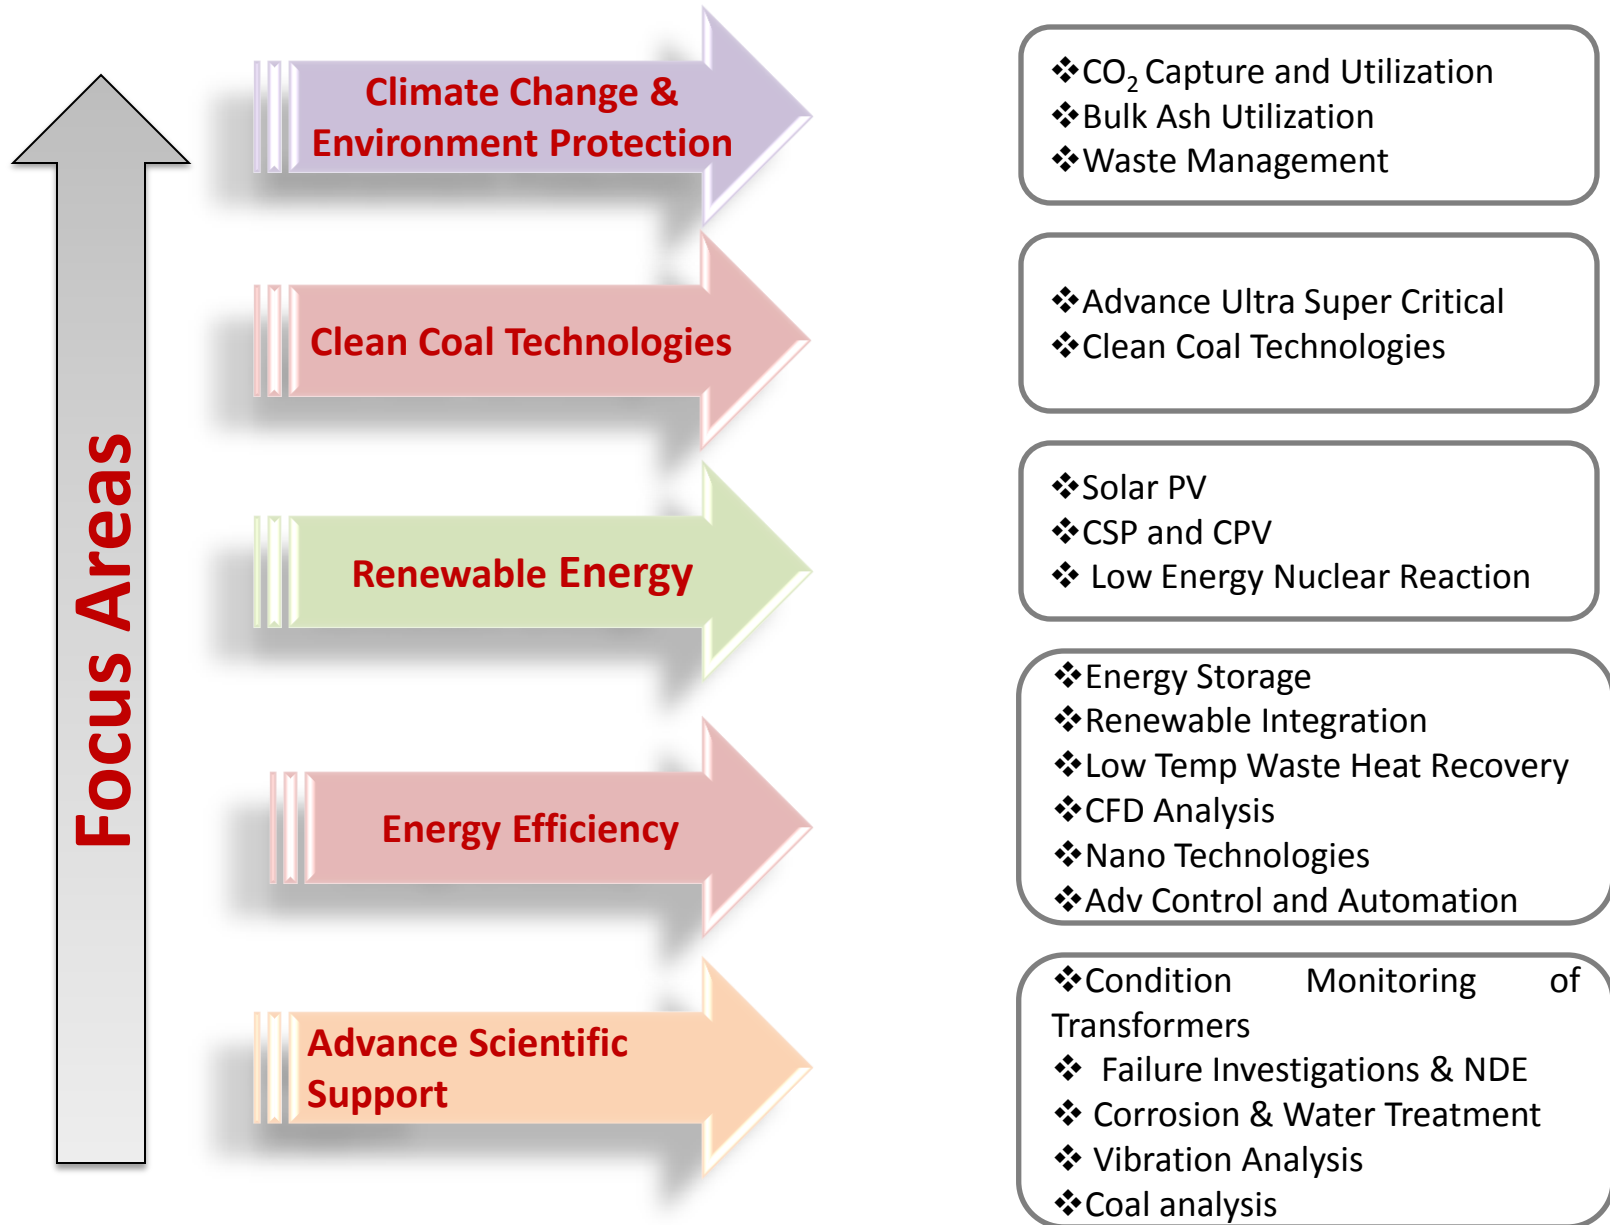 Focus Areas
Climate Change &
Environment Protection
❖CO₂ Capture and Utilization
❖Bulk Ash Utilization
❖Waste Management
Clean Coal Technologies
❖Advance Ultra Super Critical
❖Clean Coal Technologies
Renewable Energy
❖Solar PV
❖CSP and CPV
❖ Low Energy Nuclear Reaction
Energy Efficiency
❖Energy Storage
❖Renewable Integration
❖Low Temp Waste Heat Recovery
❖CFD Analysis
❖Nano Technologies
❖Adv Control and Automation
Advance Scientific
Support
❖Condition Monitoring of
Transformers
❖ Failure Investigations & NDE
❖ Corrosion & Water Treatment
❖ Vibration Analysis
❖Coal analysis